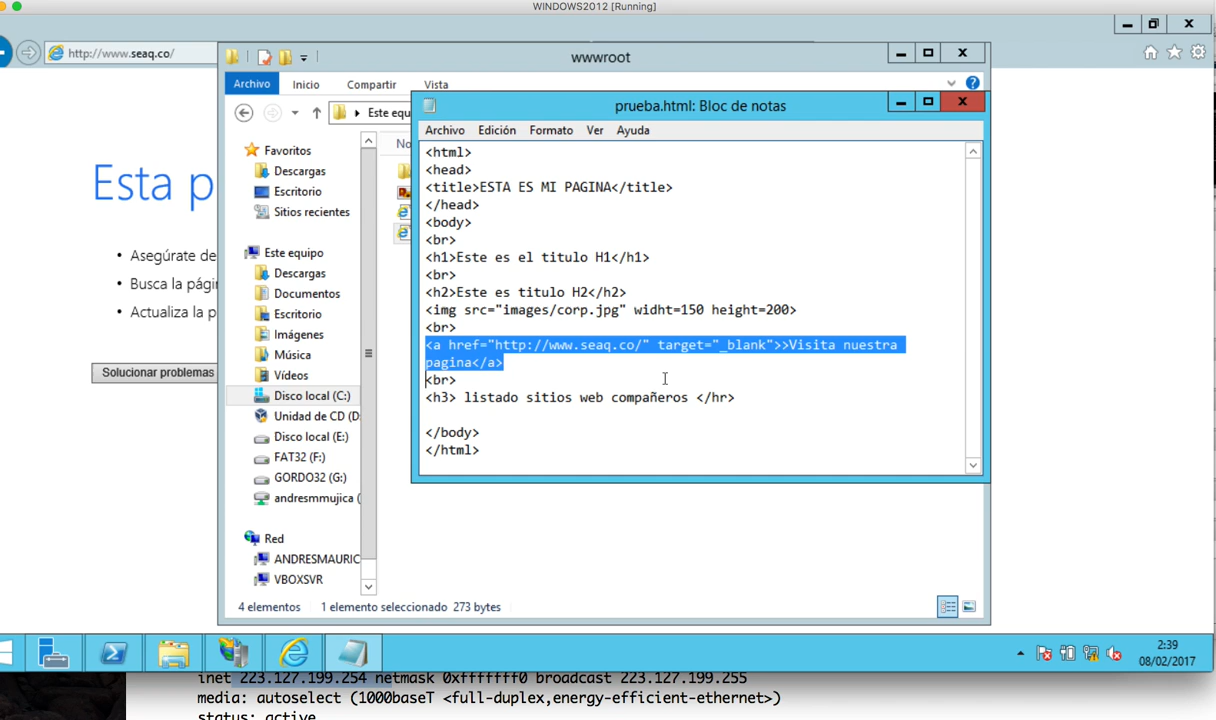 WINDOWS2012 [Running]
http://www.seaq.co/
wwwroot
Archivo
Inicio
Compartir
Vista
Este equ
prueba.html: Bloc de notas
Archivo
Edición
Formato
Ver
Ayuda
Esta p
• Asegúrate de
• Busca la págin
• Actualiza la p
Solucionar problemas
Favoritos
Descargas
Escritorio
Sitios recientes
Este equipo
Descargas
Documentos
Escritorio
Imágenes
Música
Vídeos
Disco local (C:)
Unidad de CD (D:
Disco local (E:)
FAT32 (F:)
GORDO32 (G:)
andresmmujica (
Red
ANDRESMAURIC
VBOXSVR
No
<html>
<head>
<title>ESTA ES MI PAGINA</title>
</head>
<body>
<br>
<h1>Este es el titulo H1</h1>
<br>
<h2>Este es titulo H2</h2>
<img src="images/corp.jpg" widht=150 height=200>
<br>
<a href="http://www.seaq.co/" target="_blank">>Visita nuestra
pagina</a>
<br>
<h3> listado sitios web compañeros </hr>
</body>
</html>
4 elementos
1 elemento seleccionado 273 bytes
2:39
08/02/2017
inet 223.127.199.254 netmask 0xfffffff0 broadcast 223.127.199.255
media: autoselect (1000baseT <full-duplex,energy-efficient-ethernet>)
status: active